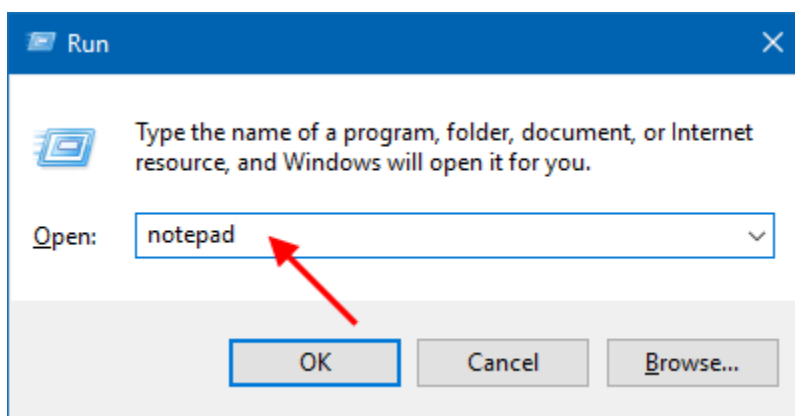 Run
Type the name of a program, folder, document, or Internet
resource, and Windows will open it for you.
Open: notepad
OK Cancel Browse...